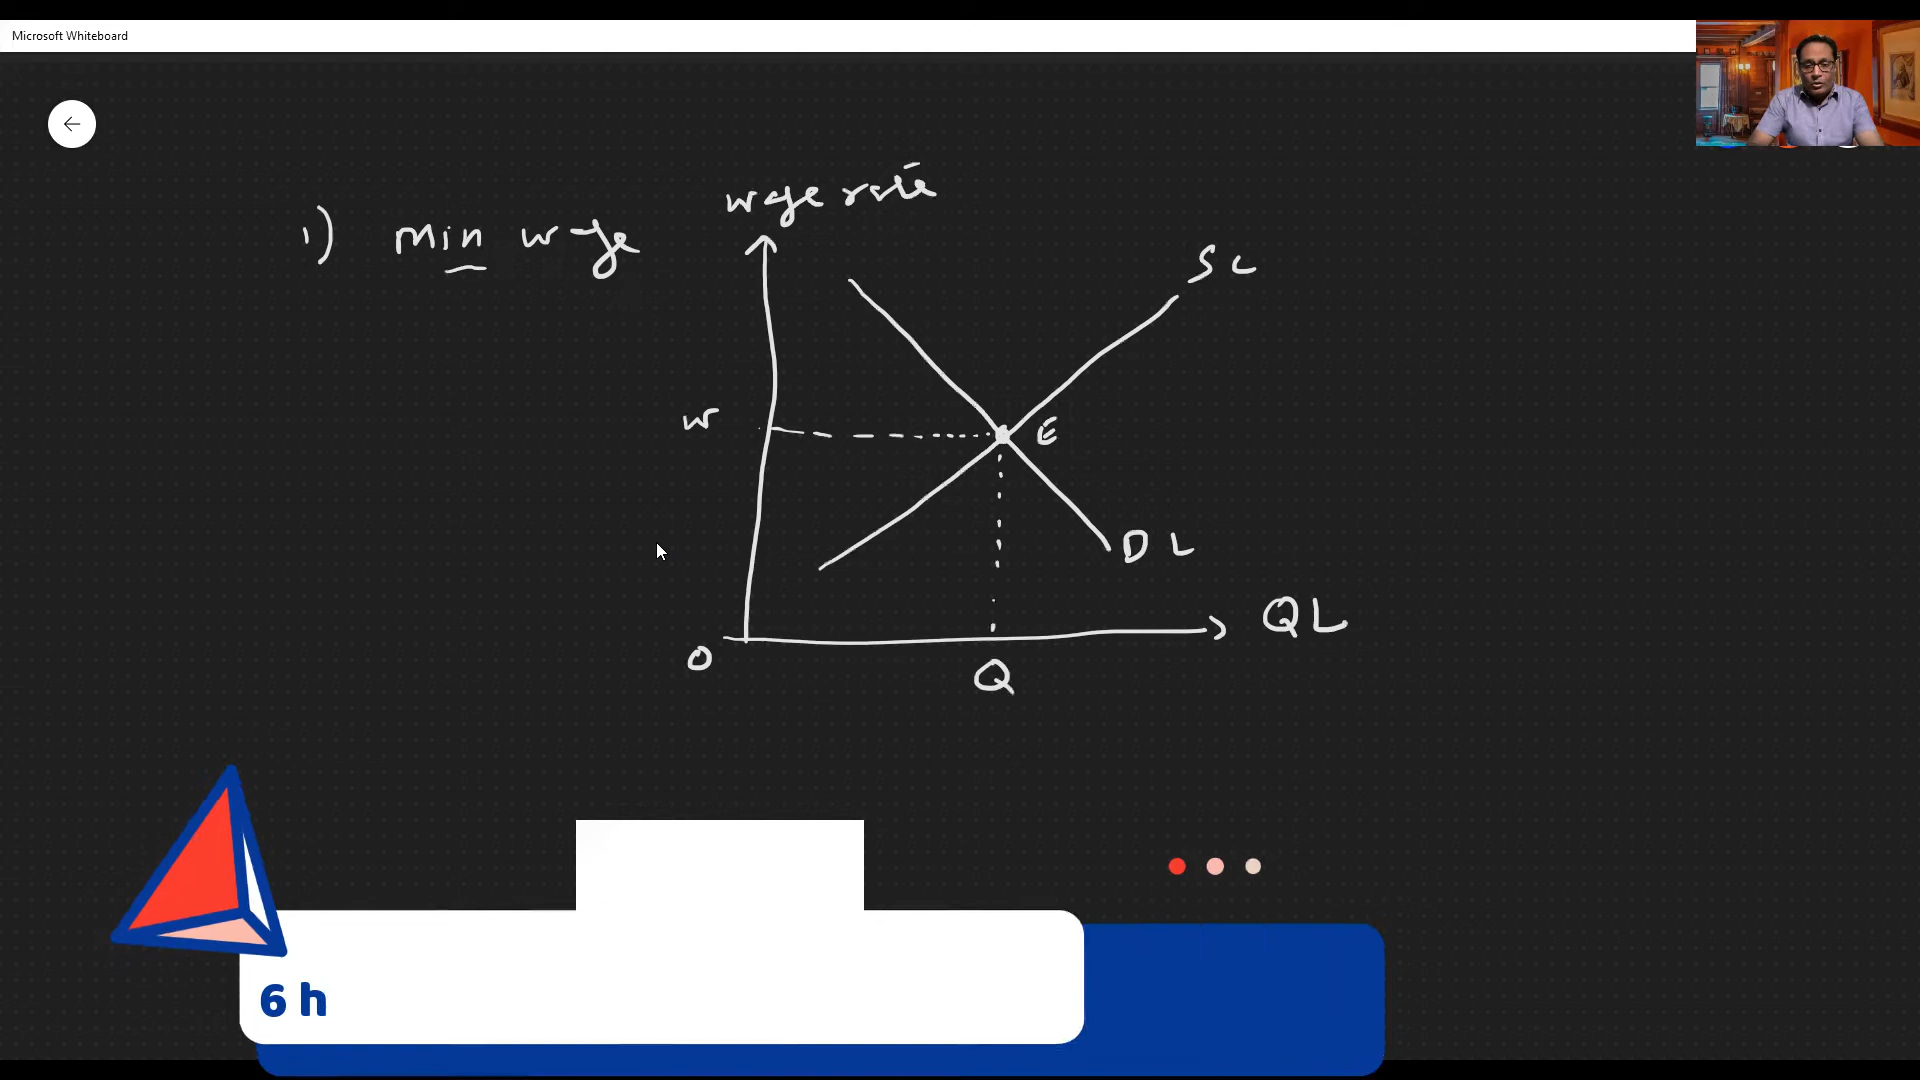 Microsoft Whiteboard
wage rate
1) min wage
SL
W
E
DL
QL
O
Q
6 h